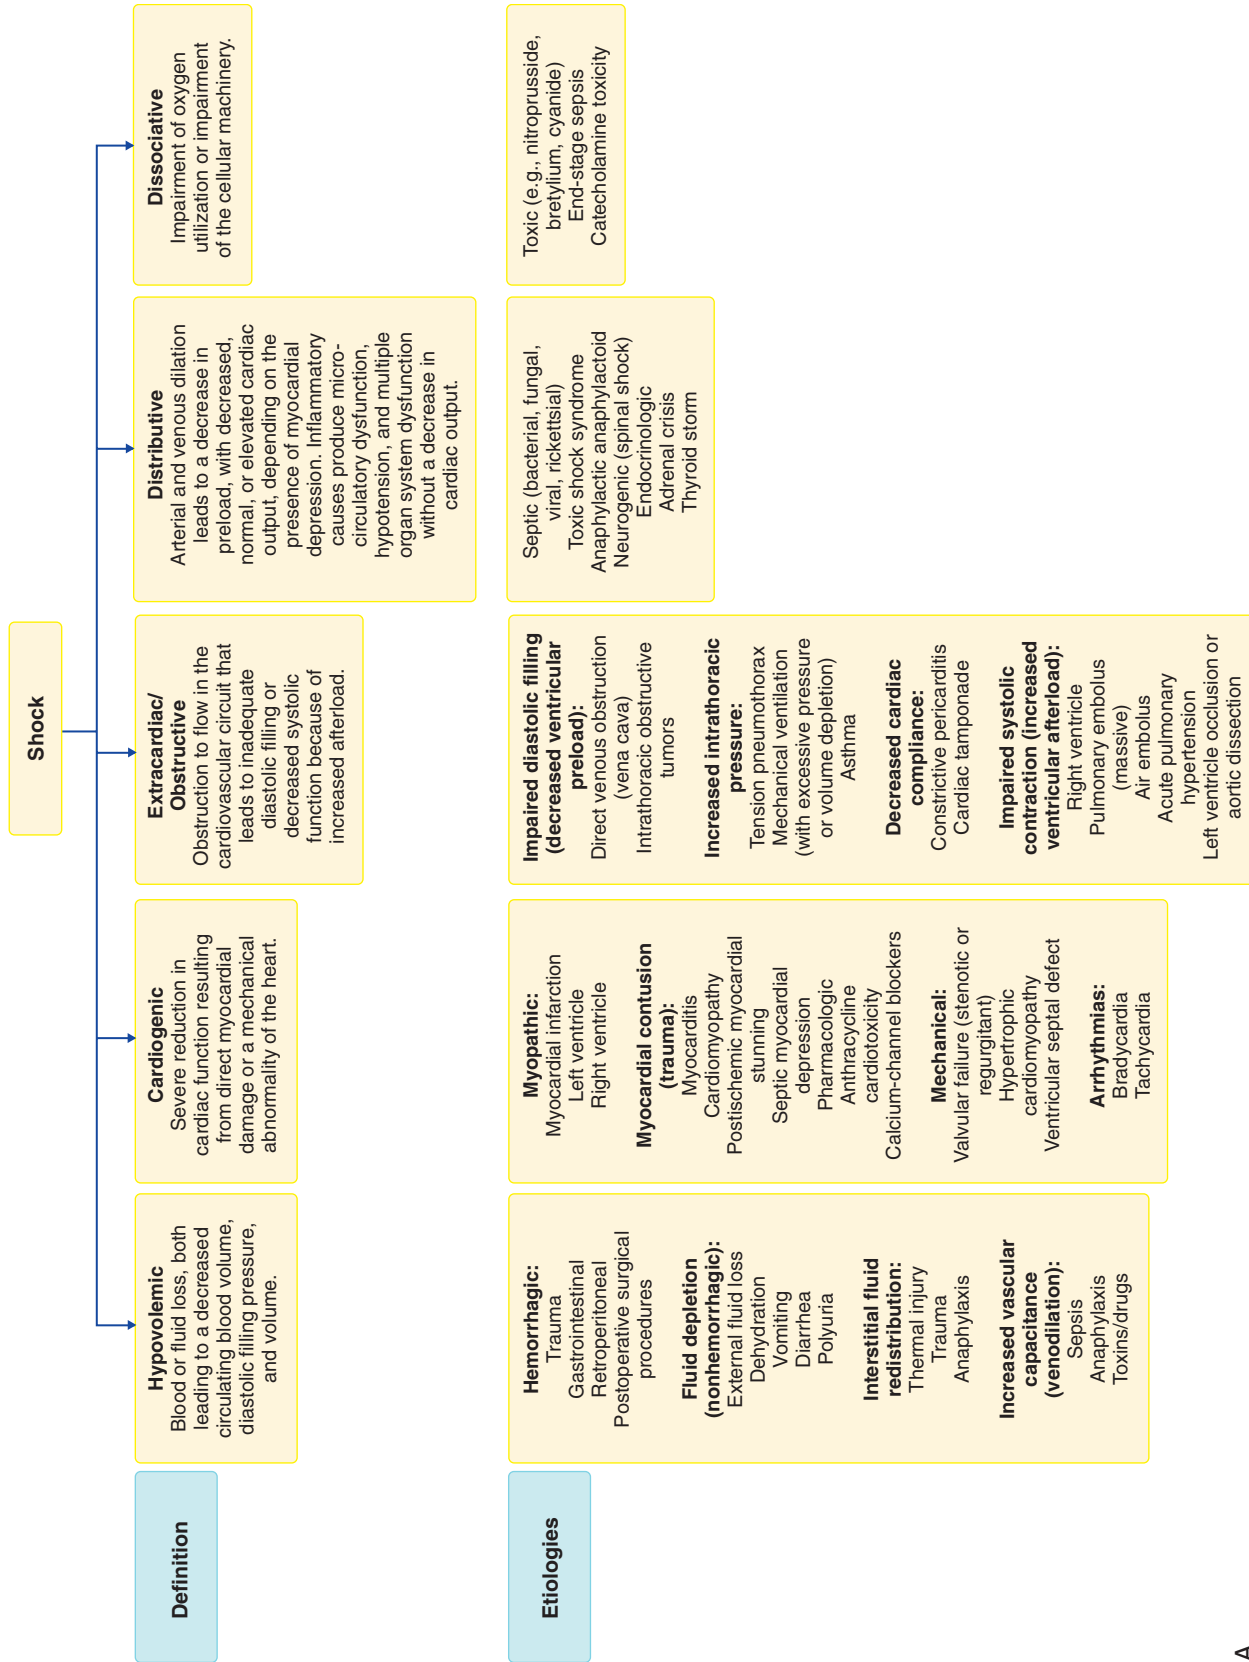 Shock
Definition
Hypovolemic
Blood or fluid loss, both
leading to a decreased
circulating blood volume,
diastolic filling pressure,
and volume.
Cardiogenic
Severe reduction in
cardiac function resulting
from direct myocardial
damage or a mechanical
abnormality of the heart.
Extracardiac/
Obstructive
Obstruction to flow in the
cardiovascular circuit that
leads to inadequate
diastolic filling or
decreased systolic
function because of
increased afterload.
Distributive
Arterial and venous dilation
leads to a decrease in
preload, with decreased,
normal, or elevated cardiac
output, depending on the
presence of myocardial
depression. Inflammatory
causes produce micro-
circulatory dysfunction,
hypotension, and multiple
organ system dysfunction
without a decrease in
cardiac output.
Dissociative
Impairment of oxygen
utilization or impairment
of the cellular machinery.
Etiologies
Hemorrhagic:
Trauma
Gastrointestinal
Retroperitoneal
Postoperative surgical
procedures
Fluid depletion
(nonhemorrhagic):
External fluid loss
Dehydration
Vomiting
Diarrhea
Polyuria
Interstitial fluid
redistribution:
Thermal injury
Trauma
Anaphylaxis
Increased vascular
capacitance
(venodilation):
Sepsis
Anaphylaxis
Toxins/drugs
Myopathic:
Myocardial infarction
Left ventricle
Right ventricle
Myocardial contusion
(trauma):
Myocarditis
Cardiomyopathy
Postischemic myocardial
stunning
Septic myocardial
depression
Pharmacologic
Anthracycline
cardiotoxicity
Calcium-channel blockers
Mechanical:
Valvular failure (stenotic or
regurgitant)
Hypertrophic
cardiomyopathy
Ventricular septal defect
Arrhythmias:
Bradycardia
Tachycardia
Impaired diastolic filling
(decreased ventricular
preload):
Direct venous obstruction
(vena cava)
Intrathoracic obstructive
tumors
Increased intrathoracic
pressure:
Tension pneumothorax
Mechanical ventilation
(with excessive pressure
or volume depletion)
Asthma
Decreased cardiac
compliance:
Constrictive pericarditis
Cardiac tamponade
Impaired systolic
contraction (increased
ventricular afterload):
Right ventricle
Pulmonary embolus
(massive)
Air embolus
Acute pulmonary
hypertension
Left ventricle occlusion or
aortic dissection
Septic (bacterial, fungal,
viral, rickettsial)
Toxic shock syndrome
Anaphylactic anaphylactoid
Neurogenic (spinal shock)
Endocrinologic
Adrenal crisis
Thyroid storm
Toxic (e.g., nitroprusside,
bretylium, cyanide)
End-stage sepsis
Catecholamine toxicity
A